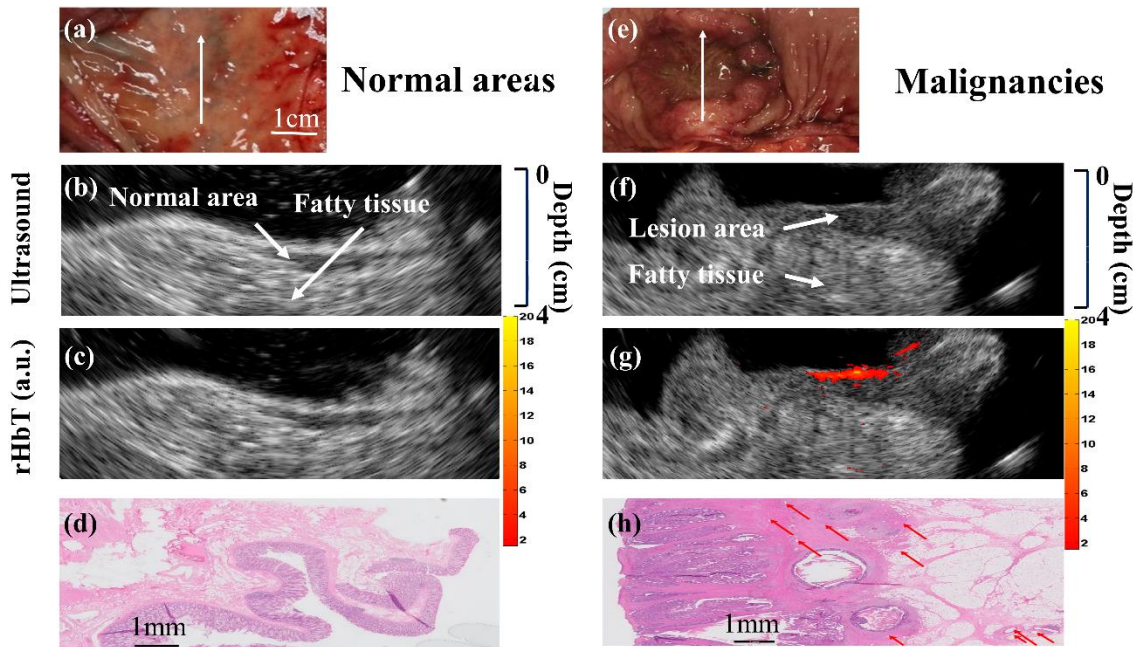 (a)
1cm
Normal areas
(e)
Malignancies
Ultrasound
(b)
Normal area
Fatty tissue
0
Depth (cm)
4
(f)
Lesion area
Fatty tissue
0
Depth (cm)
4
rHbT (a.u.)
(c)
20
18
16
14
12
10
8
6
4
2
(g)
20
18
16
14
12
10
8
6
4
2
(d)
1mm
(h)
1mm